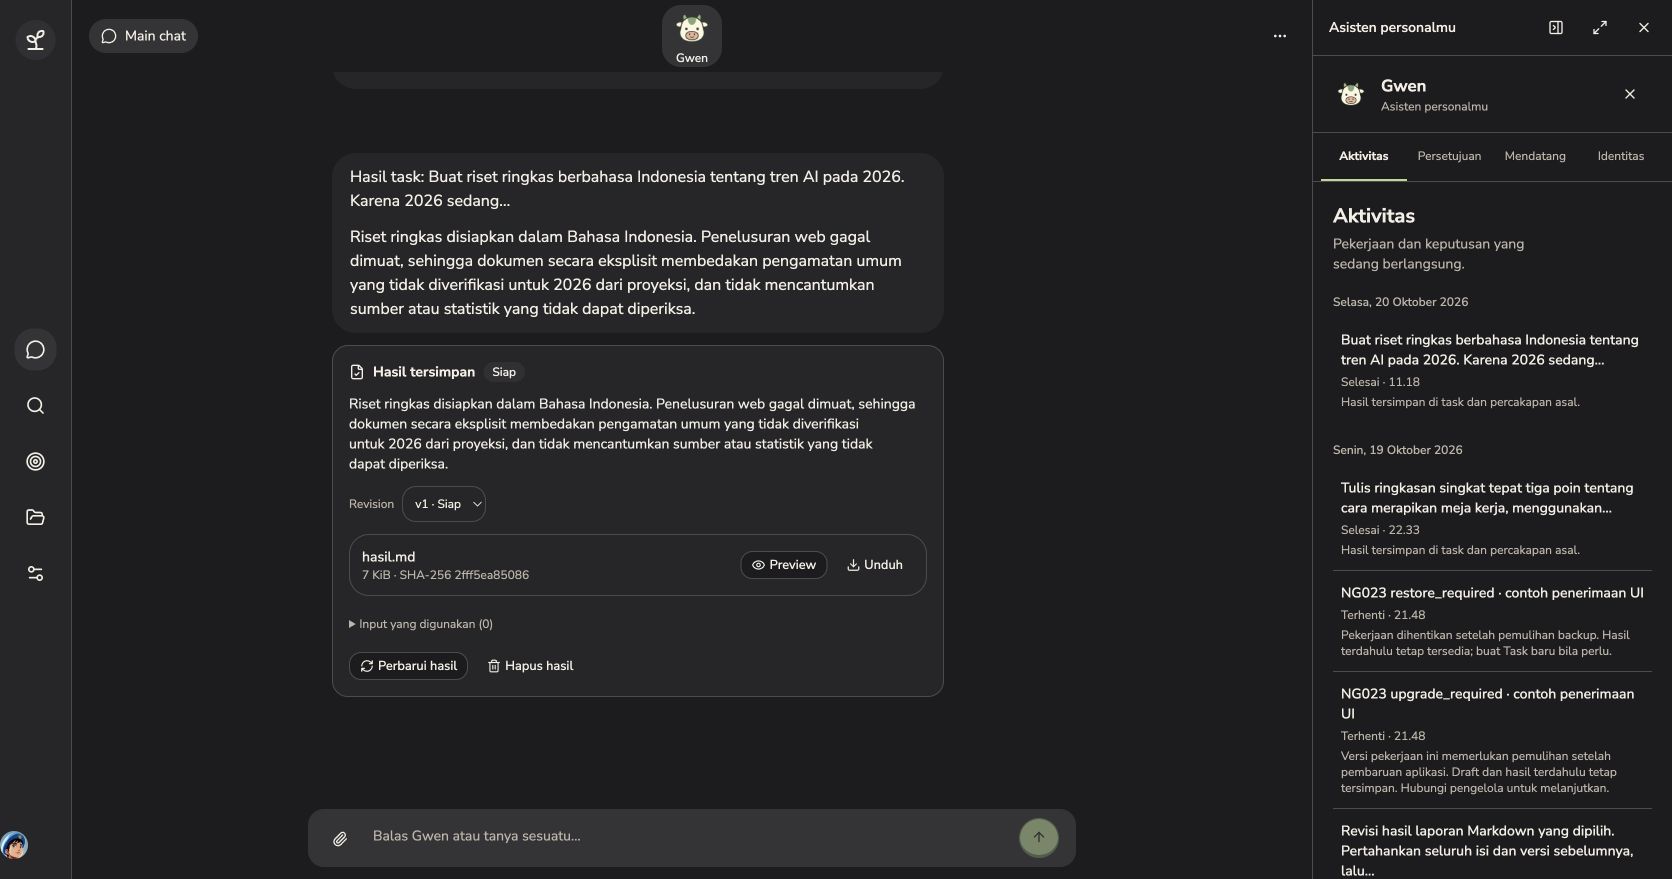 Main chat
Gwen
Hasil task: Buat riset ringkas berbahasa Indonesia tentang tren AI pada 2026.
Karena 2026 sedang...
Riset ringkas disiapkan dalam Bahasa Indonesia. Penelusuran web gagal
dimuat, sehingga dokumen secara eksplisit membedakan pengamatan umum
yang tidak diverifikasi untuk 2026 dari proyeksi, dan tidak mencantumkan
sumber atau statistik yang tidak dapat diperiksa.
Hasil tersimpan Siap
Riset ringkas disiapkan dalam Bahasa Indonesia. Penelusuran web gagal dimuat, sehingga
dokumen secara eksplisit membedakan pengamatan umum yang tidak diverifikasi
untuk 2026 dari proyeksi, dan tidak mencantumkan sumber atau statistik yang tidak
dapat diperiksa.
Revision v1 · Siap
hasil.md
7 KiB · SHA-256 2fff5ea85086
Preview Unduh
Input yang digunakan (0)
Perbarui hasil Hapus hasil
Balas Gwen atau tanya sesuatu...
Asisten personalmu
Gwen
Asisten personalmu
Aktivitas Persetujuan Mendatang Identitas
Aktivitas
Pekerjaan dan keputusan yang
sedang berlangsung.
Selasa, 20 Oktober 2026
Buat riset ringkas berbahasa Indonesia tentang
tren AI pada 2026. Karena 2026 sedang...
Selesai · 11.18
Hasil tersimpan di task dan percakapan asal.
Senin, 19 Oktober 2026
Tulis ringkasan singkat tepat tiga poin tentang
cara merapikan meja kerja, menggunakan...
Selesai · 22.33
Hasil tersimpan di task dan percakapan asal.
NG023 restore_required · contoh penerimaan UI
Terhenti · 21.48
Pekerjaan dihentikan setelah pemulihan backup. Hasil
terdahulu tetap tersedia; buat Task baru bila perlu.
NG023 upgrade_required · contoh penerimaan
UI
Terhenti · 21.48
Versi pekerjaan ini memerlukan pemulihan setelah
pembaruan aplikasi. Draft dan hasil terdahulu tetap
tersimpan. Hubungi pengelola untuk melanjutkan.
Revisi hasil laporan Markdown yang dipilih.
Pertahankan seluruh isi dan versi sebelumnya,
lalu...